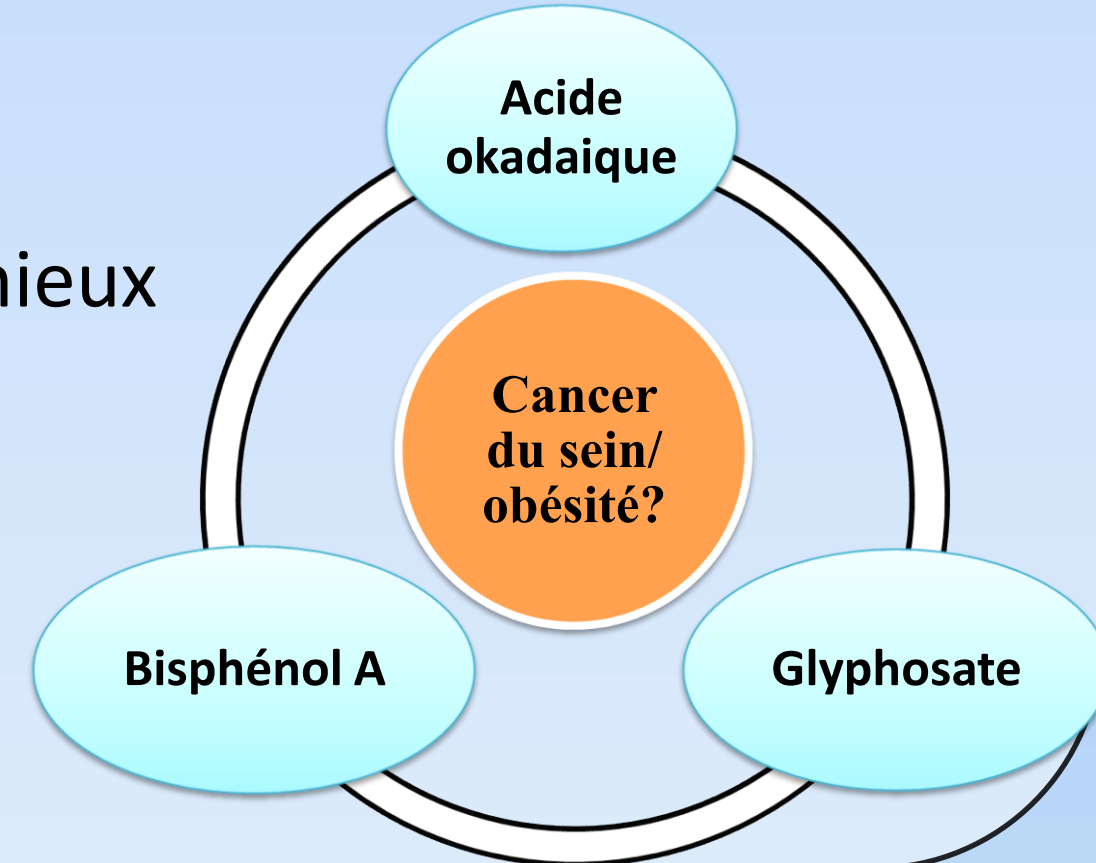 Acide
okadaique
nieux
Cancer
du sein/
obésité?
Bisphénol A
Glyphosate